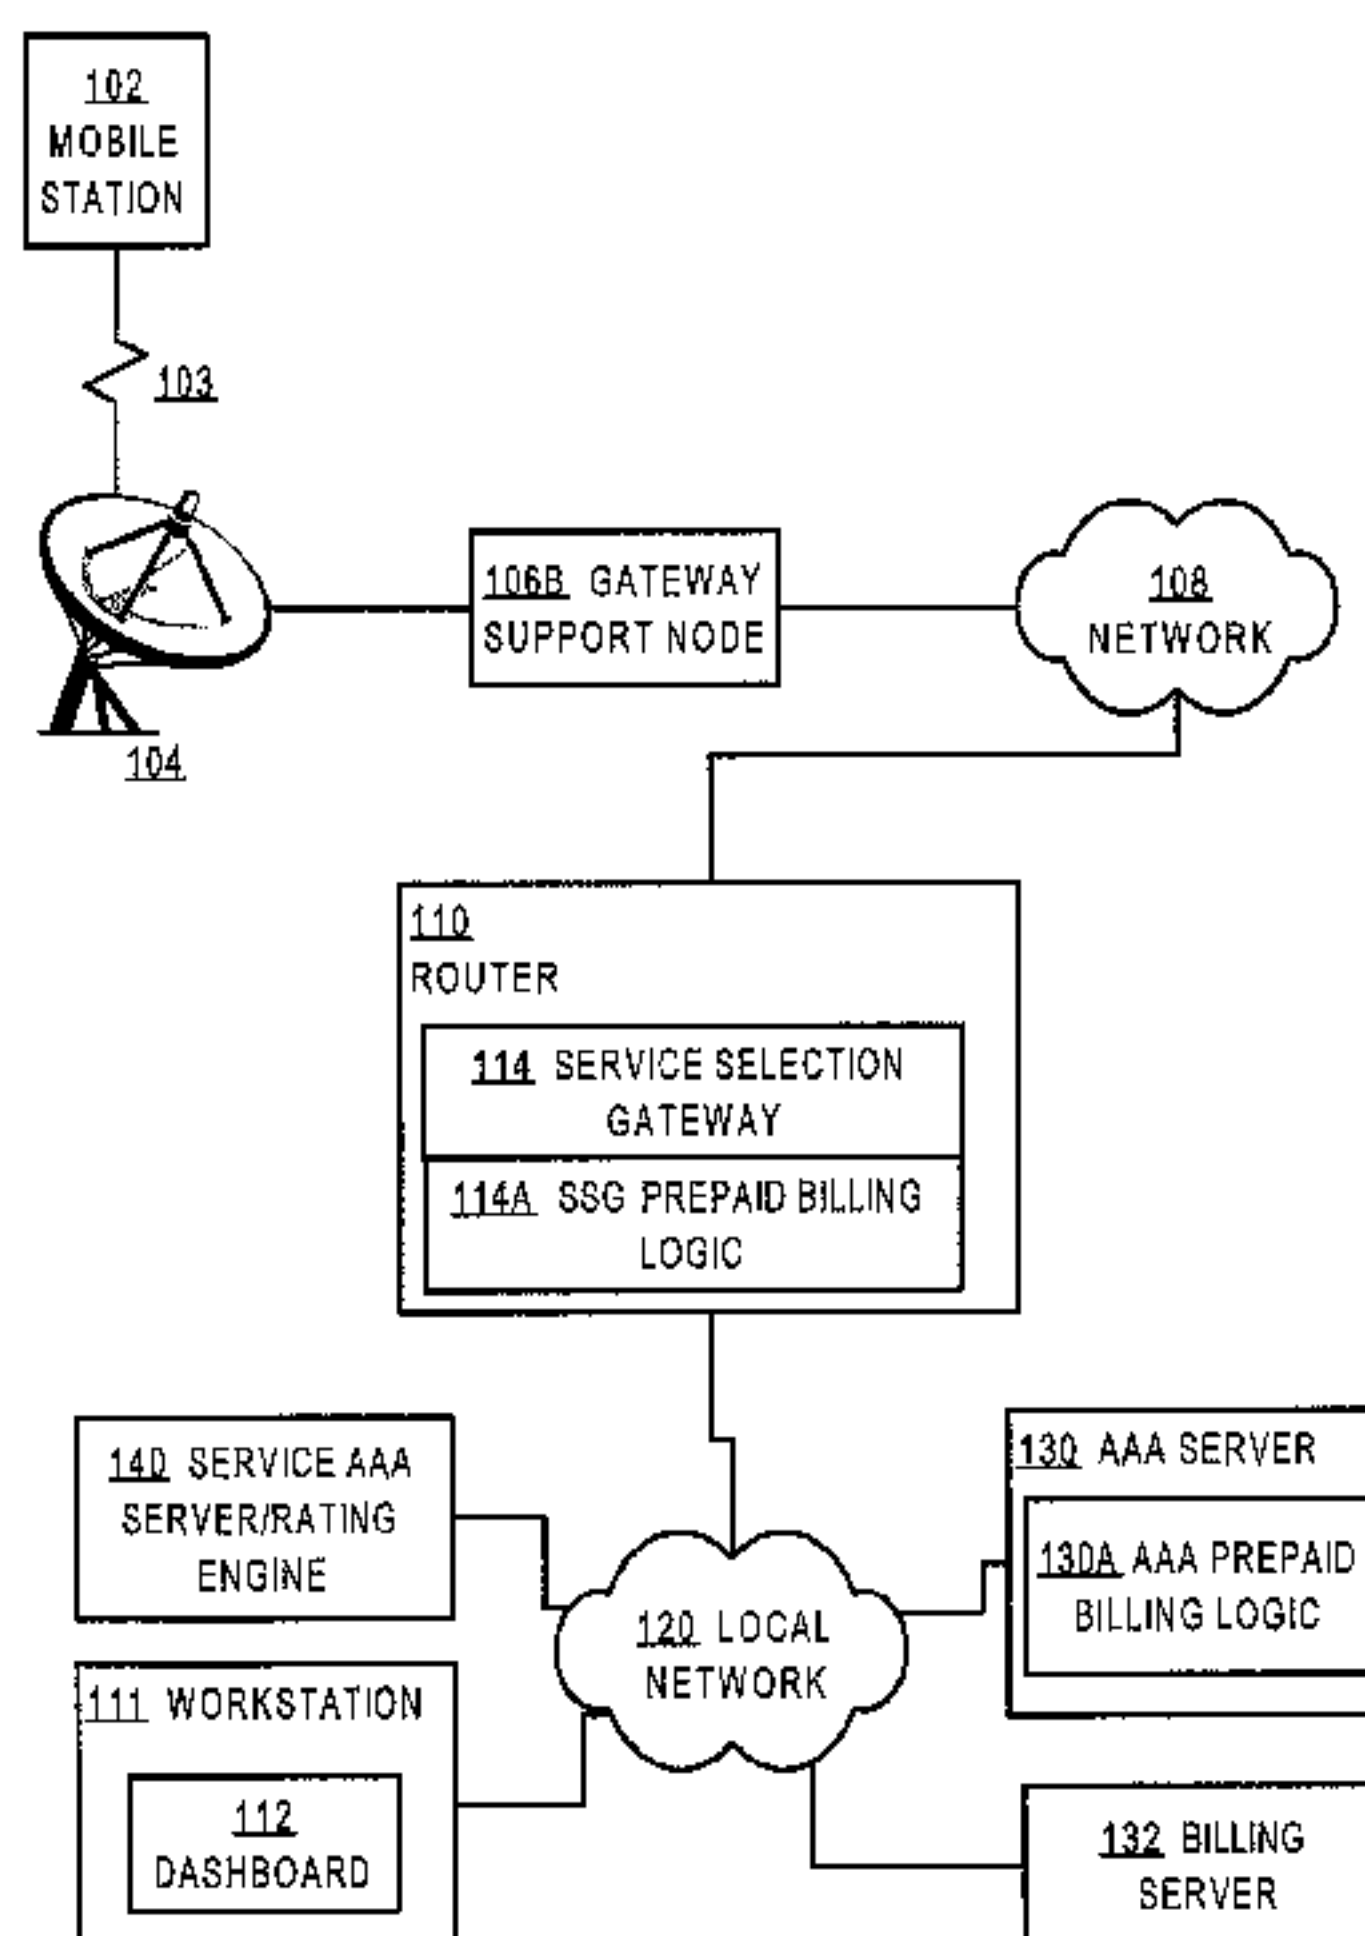 102
MOBILE
STATION
103
104
106B GATEWAY
SUPPORT NODE
108
NETWORK
110
ROUTER
114 SERVICE SELECTION
GATEWAY
114A SSG PREPAID BILLING
LOGIC
140 SERVICE AAA
SERVER/RATING
ENGINE
130 AAA SERVER
130A AAA PREPAID
BILLING LOGIC
120 LOCAL
NETWORK
111 WORKSTATION
112
DASHBOARD
132 BILLING
SERVER